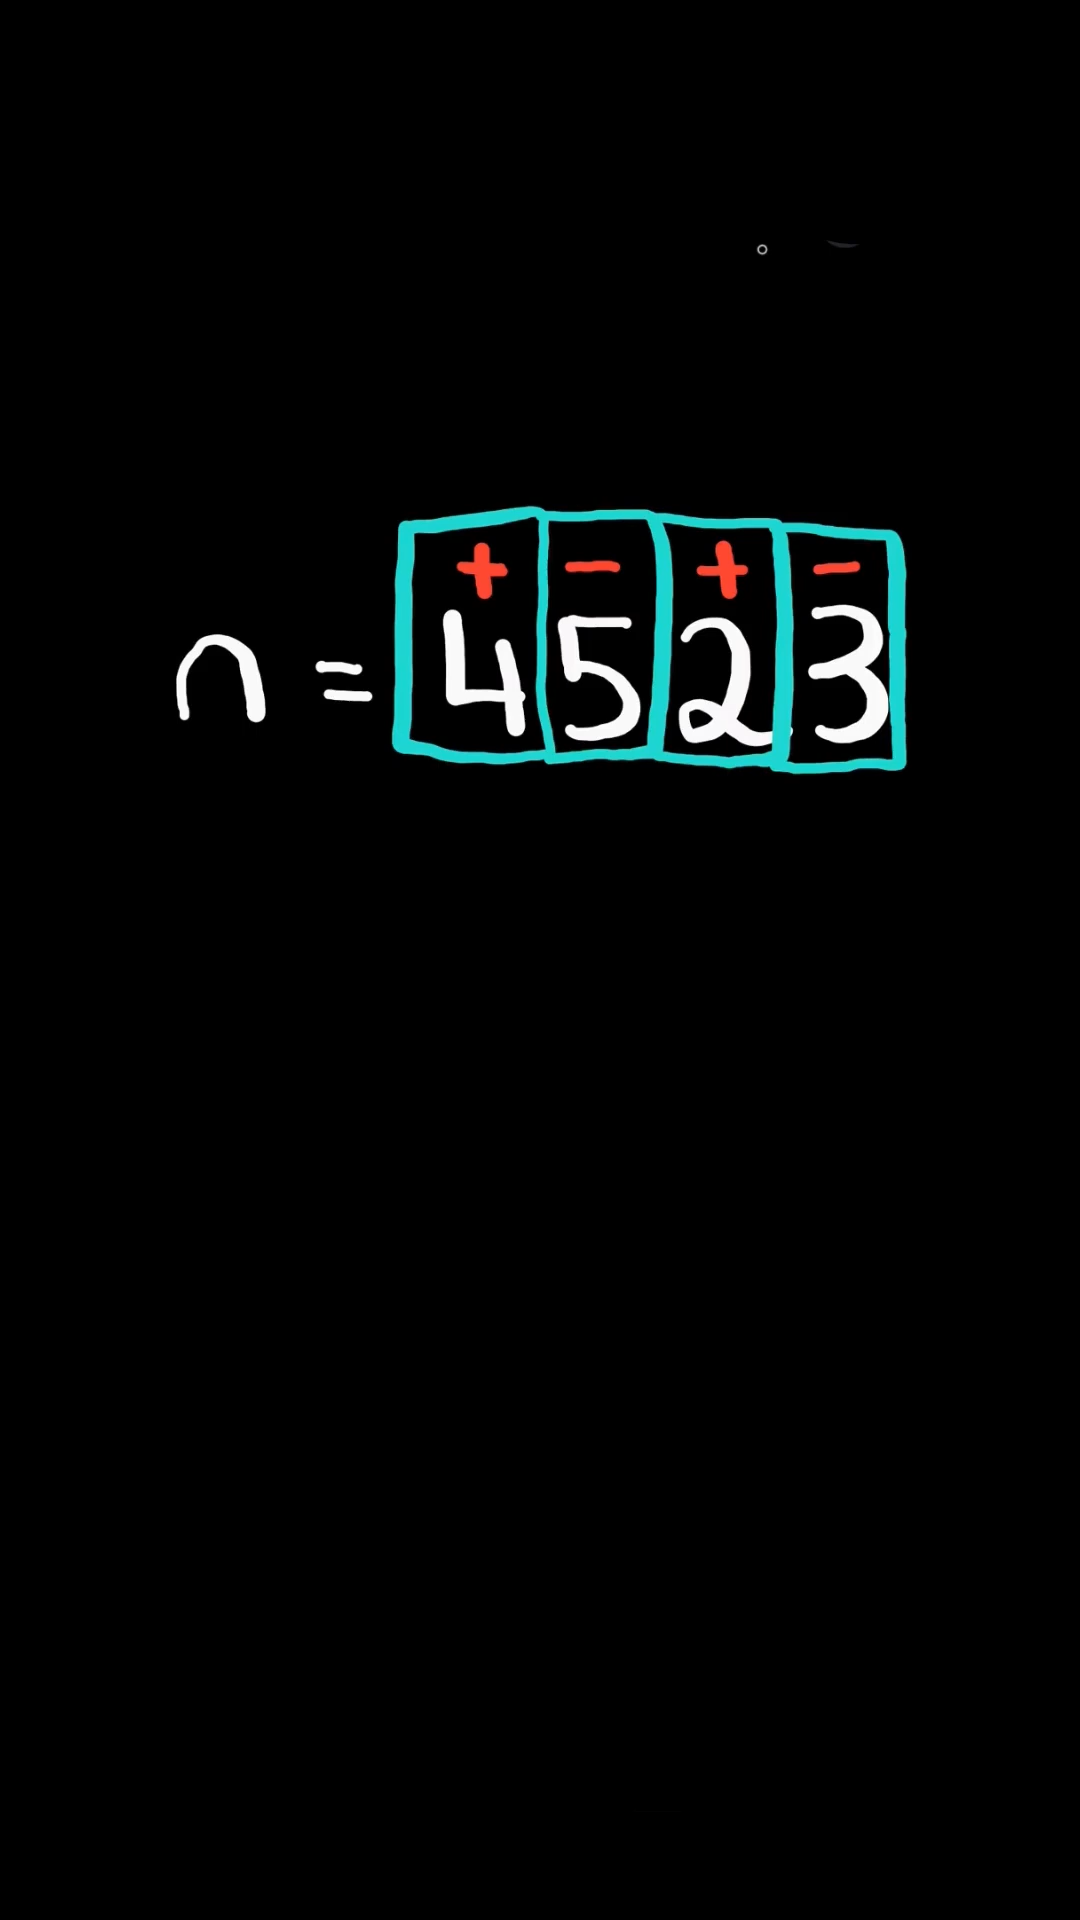 + - + -
n = 4523